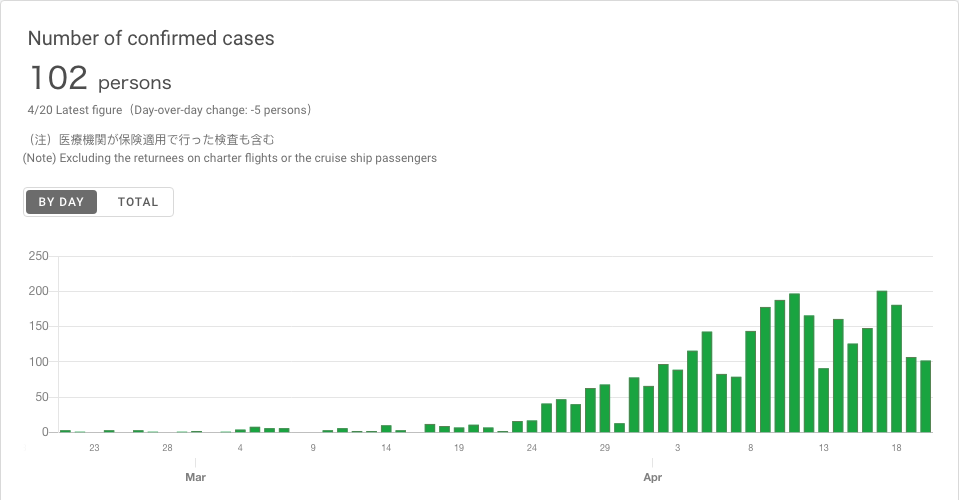 Number of confirmed cases
102 persons
4/20 Latest figure（Day-over-day change: -5 persons）
（注）医療機関が保険適用で行った検査も含む
(Note) Excluding the returnees on charter flights or the cruise ship passengers
BY DAY TOTAL
250
200
150
100
50
0
23 28 4 9 14 19 24 29 3 8 13 18
Mar Apr